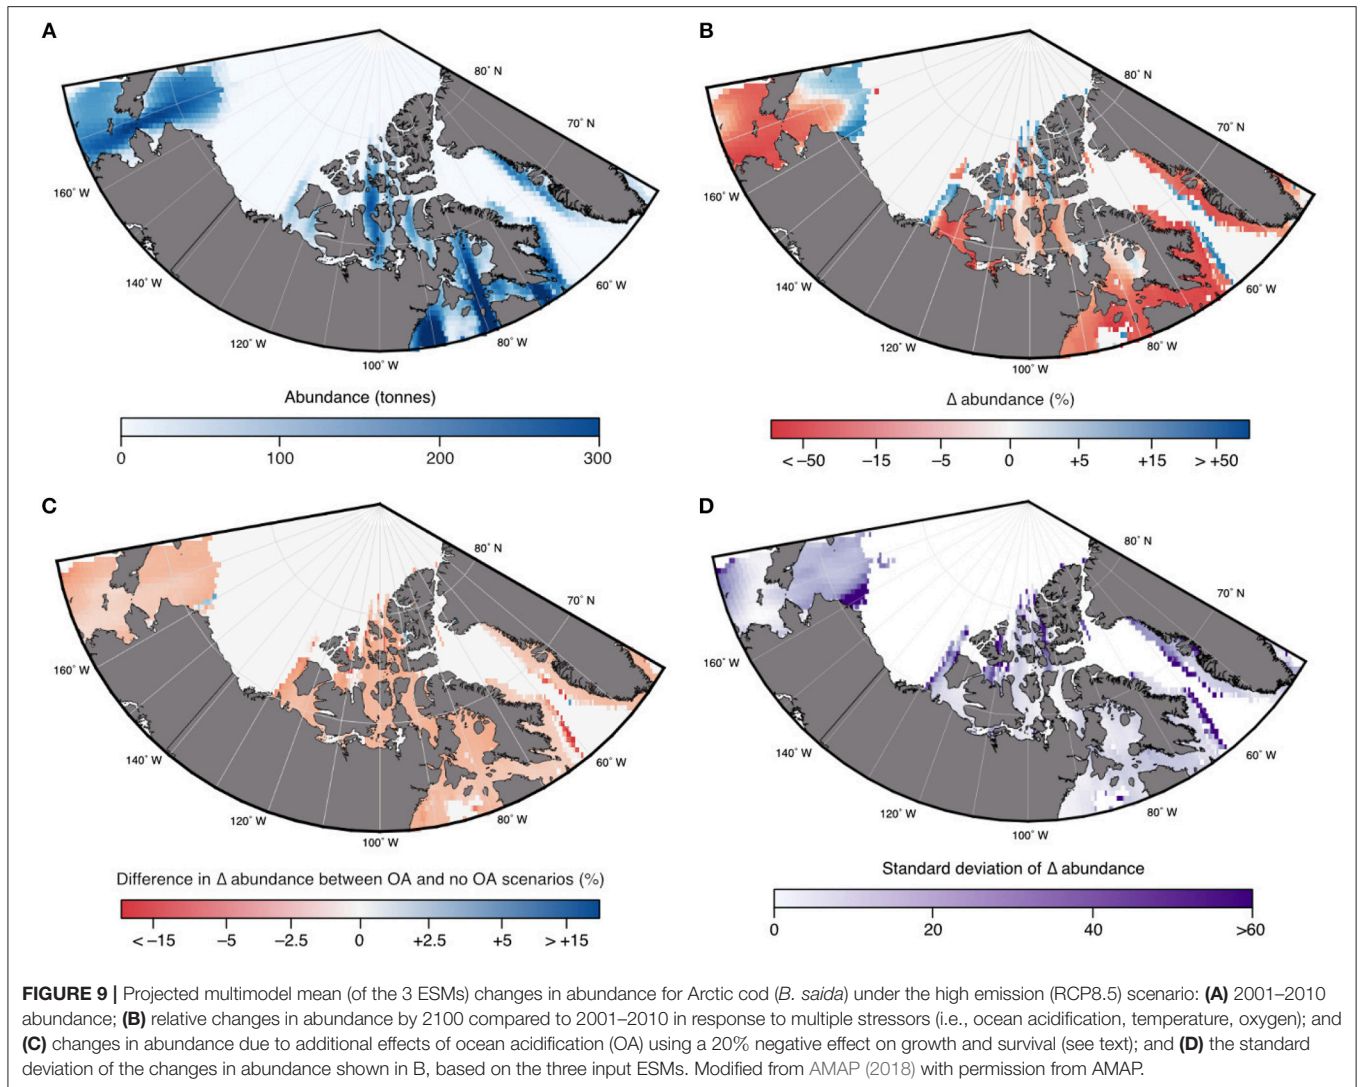 A
80° N
70° N
160° W
140° W
120° W
100° W
80° W
60° W
Abundance (tonnes)
0 100 200 300
B
80° N
70° N
160° W
140° W
120° W
100° W
80° W
60° W
Δ abundance (%)
< −50 −15 −5 0 +5 +15 > +50
C
80° N
70° N
160° W
140° W
120° W
100° W
80° W
60° W
Difference in Δ abundance between OA and no OA scenarios (%)
< −15 −5 −2.5 0 +2.5 +5 > +15
D
80° N
70° N
160° W
140° W
120° W
100° W
80° W
60° W
Standard deviation of Δ abundance
0 20 40 >60
FIGURE 9 | Projected multimodel mean (of the 3 ESMs) changes in abundance for Arctic cod (B. saida) under the high emission (RCP8.5) scenario: (A) 2001–2010
abundance; (B) relative changes in abundance by 2100 compared to 2001–2010 in response to multiple stressors (i.e., ocean acidification, temperature, oxygen); and
(C) changes in abundance due to additional effects of ocean acidification (OA) using a 20% negative effect on growth and survival (see text); and (D) the standard
deviation of the changes in abundance shown in B, based on the three input ESMs. Modified from AMAP (2018) with permission from AMAP.